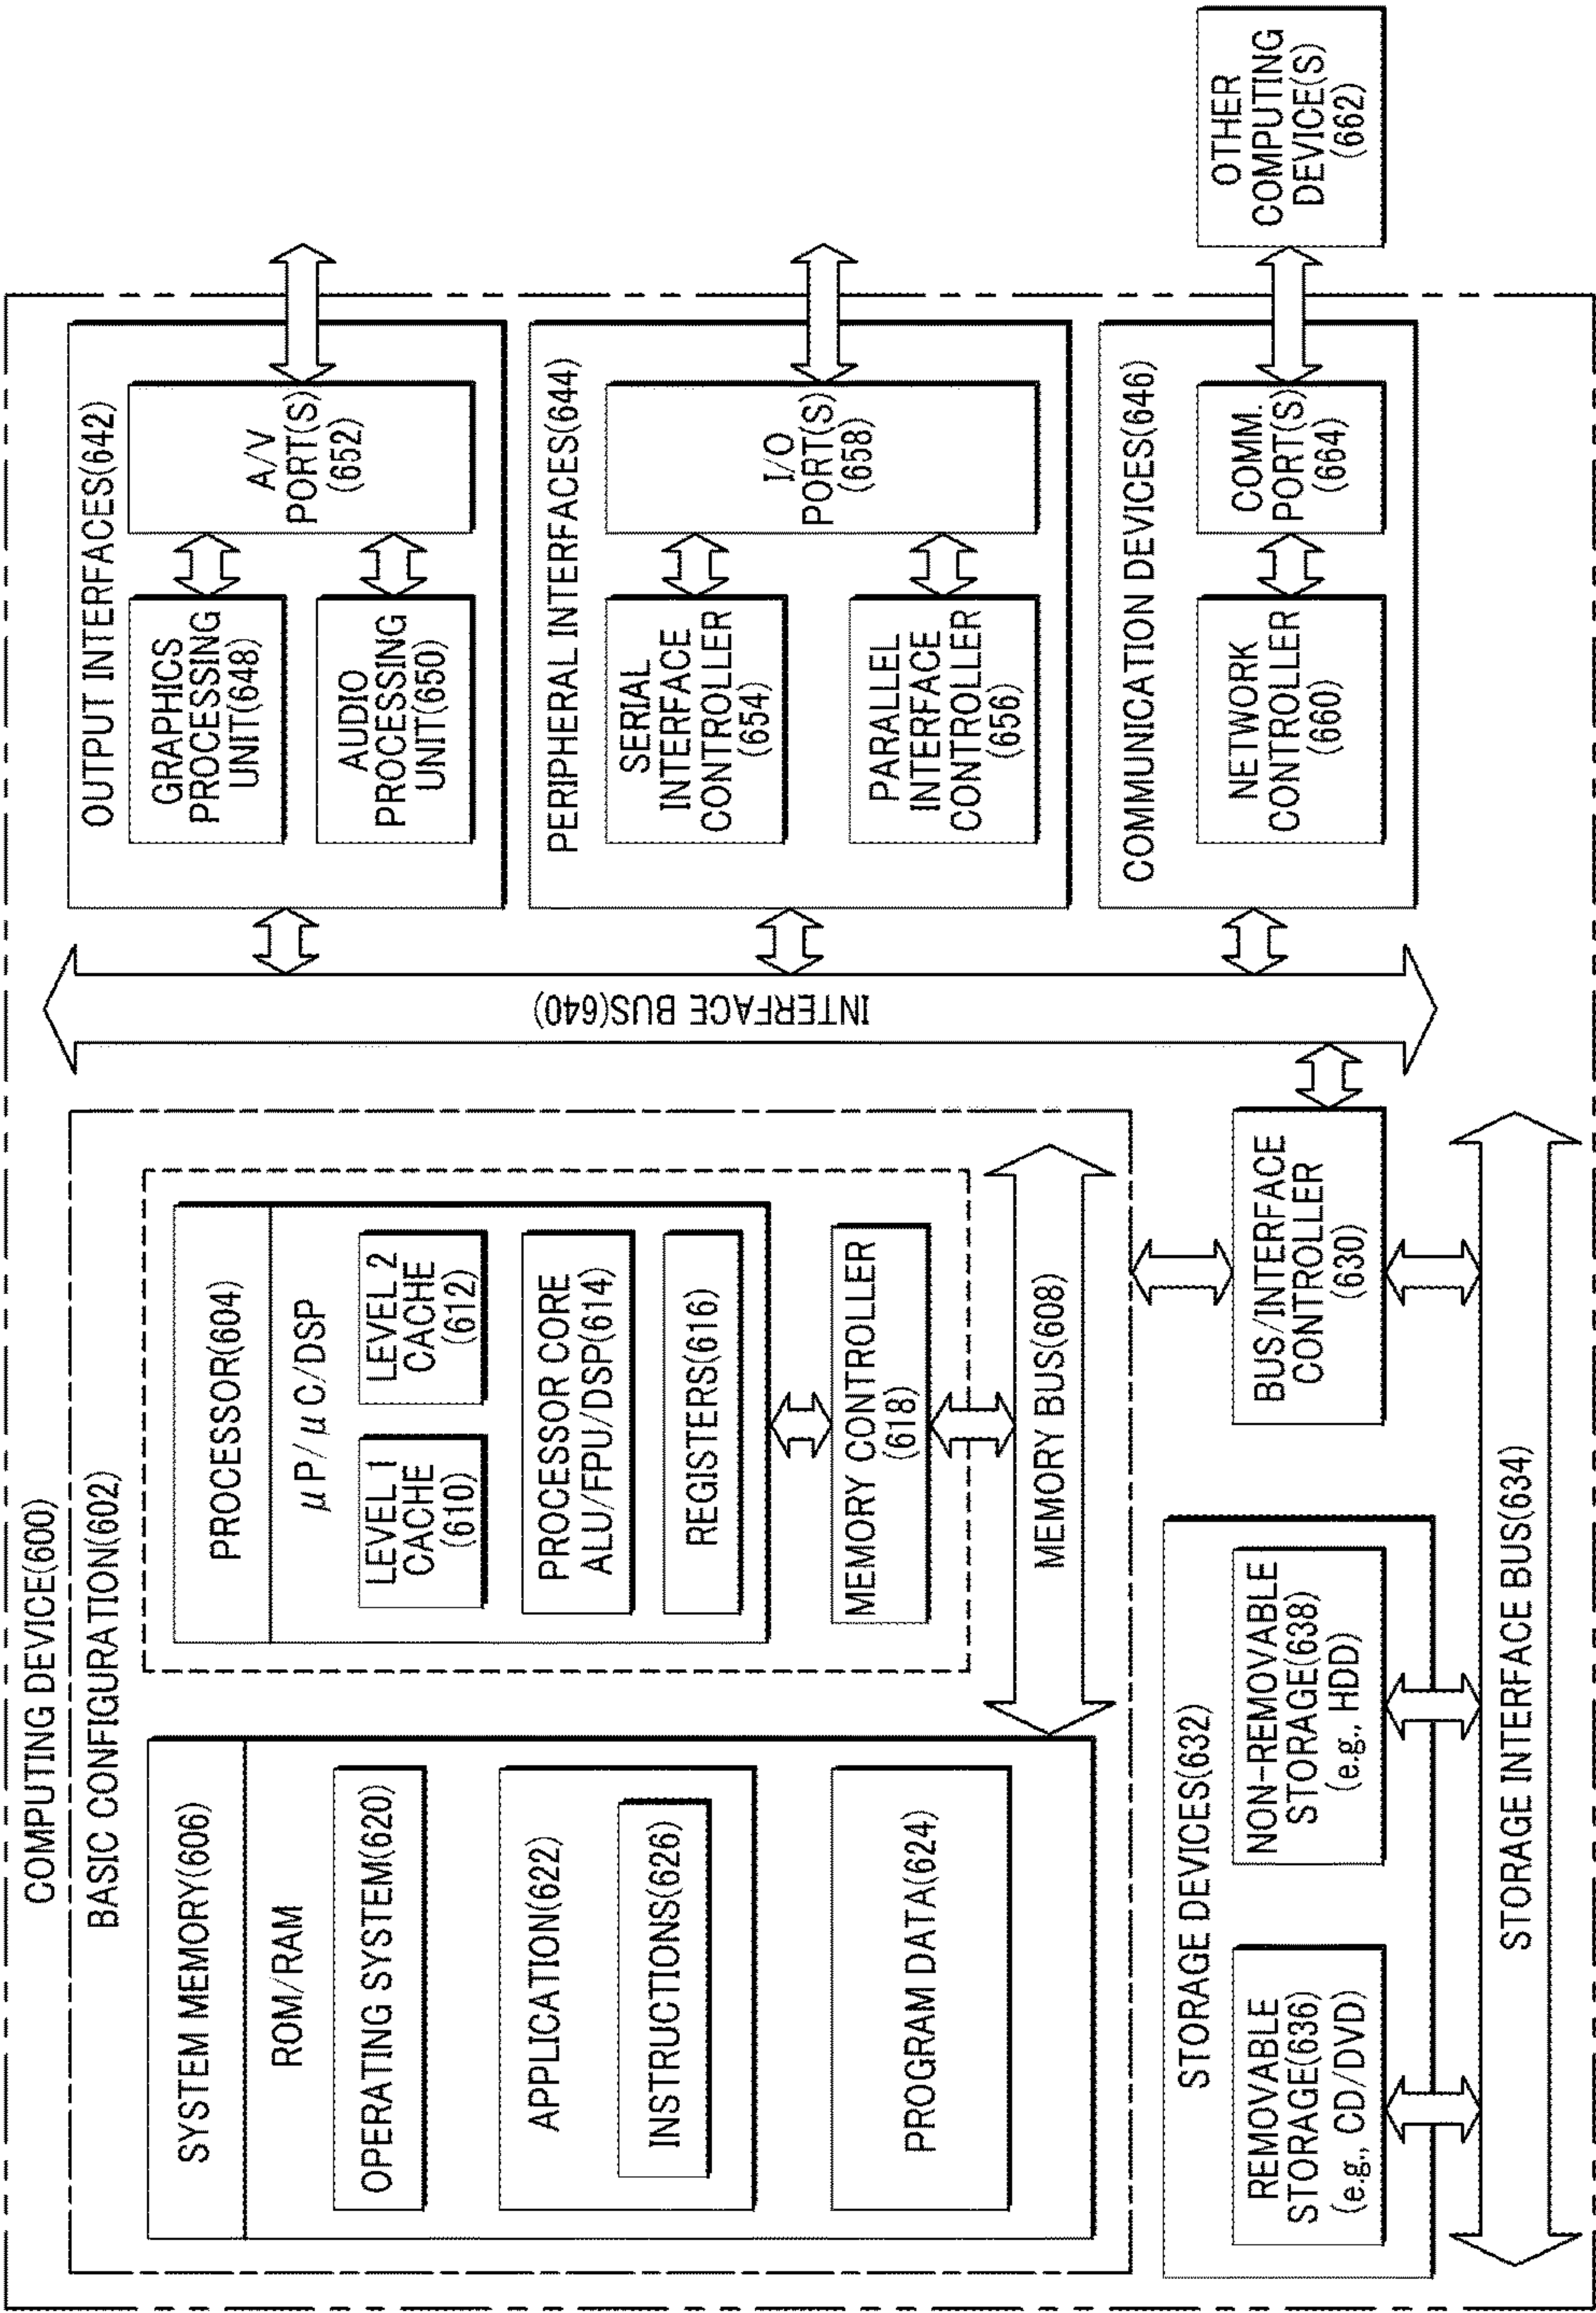 COMPUTING DEVICE(600)
BASIC CONFIGURATION(602)
SYSTEM MEMORY(606)
ROM/RAM
OPERATING SYSTEM(620)
APPLICATION(622)
INSTRUCTIONS(626)
PROGRAM DATA(624)
PROCESSOR(604)
μP/μC/DSP
LEVEL 1
CACHE
(610)
LEVEL 2
CACHE
(612)
PROCESSOR CORE
ALU/FPU/DSP(614)
REGISTERS(616)
MEMORY CONTROLLER
(618)
MEMORY BUS(608)
STORAGE DEVICES(632)
REMOVABLE
STORAGE(636)
(e.g., CD/DVD)
NON-REMOVABLE
STORAGE(638)
(e.g., HDD)
BUS/INTERFACE
CONTROLLER
(630)
STORAGE INTERFACE BUS(634)
INTERFACE BUS(640)
OUTPUT INTERFACES(642)
GRAPHICS
PROCESSING
UNIT(648)
AUDIO
PROCESSING
UNIT(650)
A/V
PORT(S)
(652)
PERIPHERAL INTERFACES(644)
SERIAL
INTERFACE
CONTROLLER
(654)
PARALLEL
INTERFACE
CONTROLLER
(656)
I/O
PORT(S)
(658)
COMMUNICATION DEVICES(646)
NETWORK
CONTROLLER
(660)
COMM.
PORT(S)
(664)
OTHER
COMPUTING
DEVICE(S)
(662)